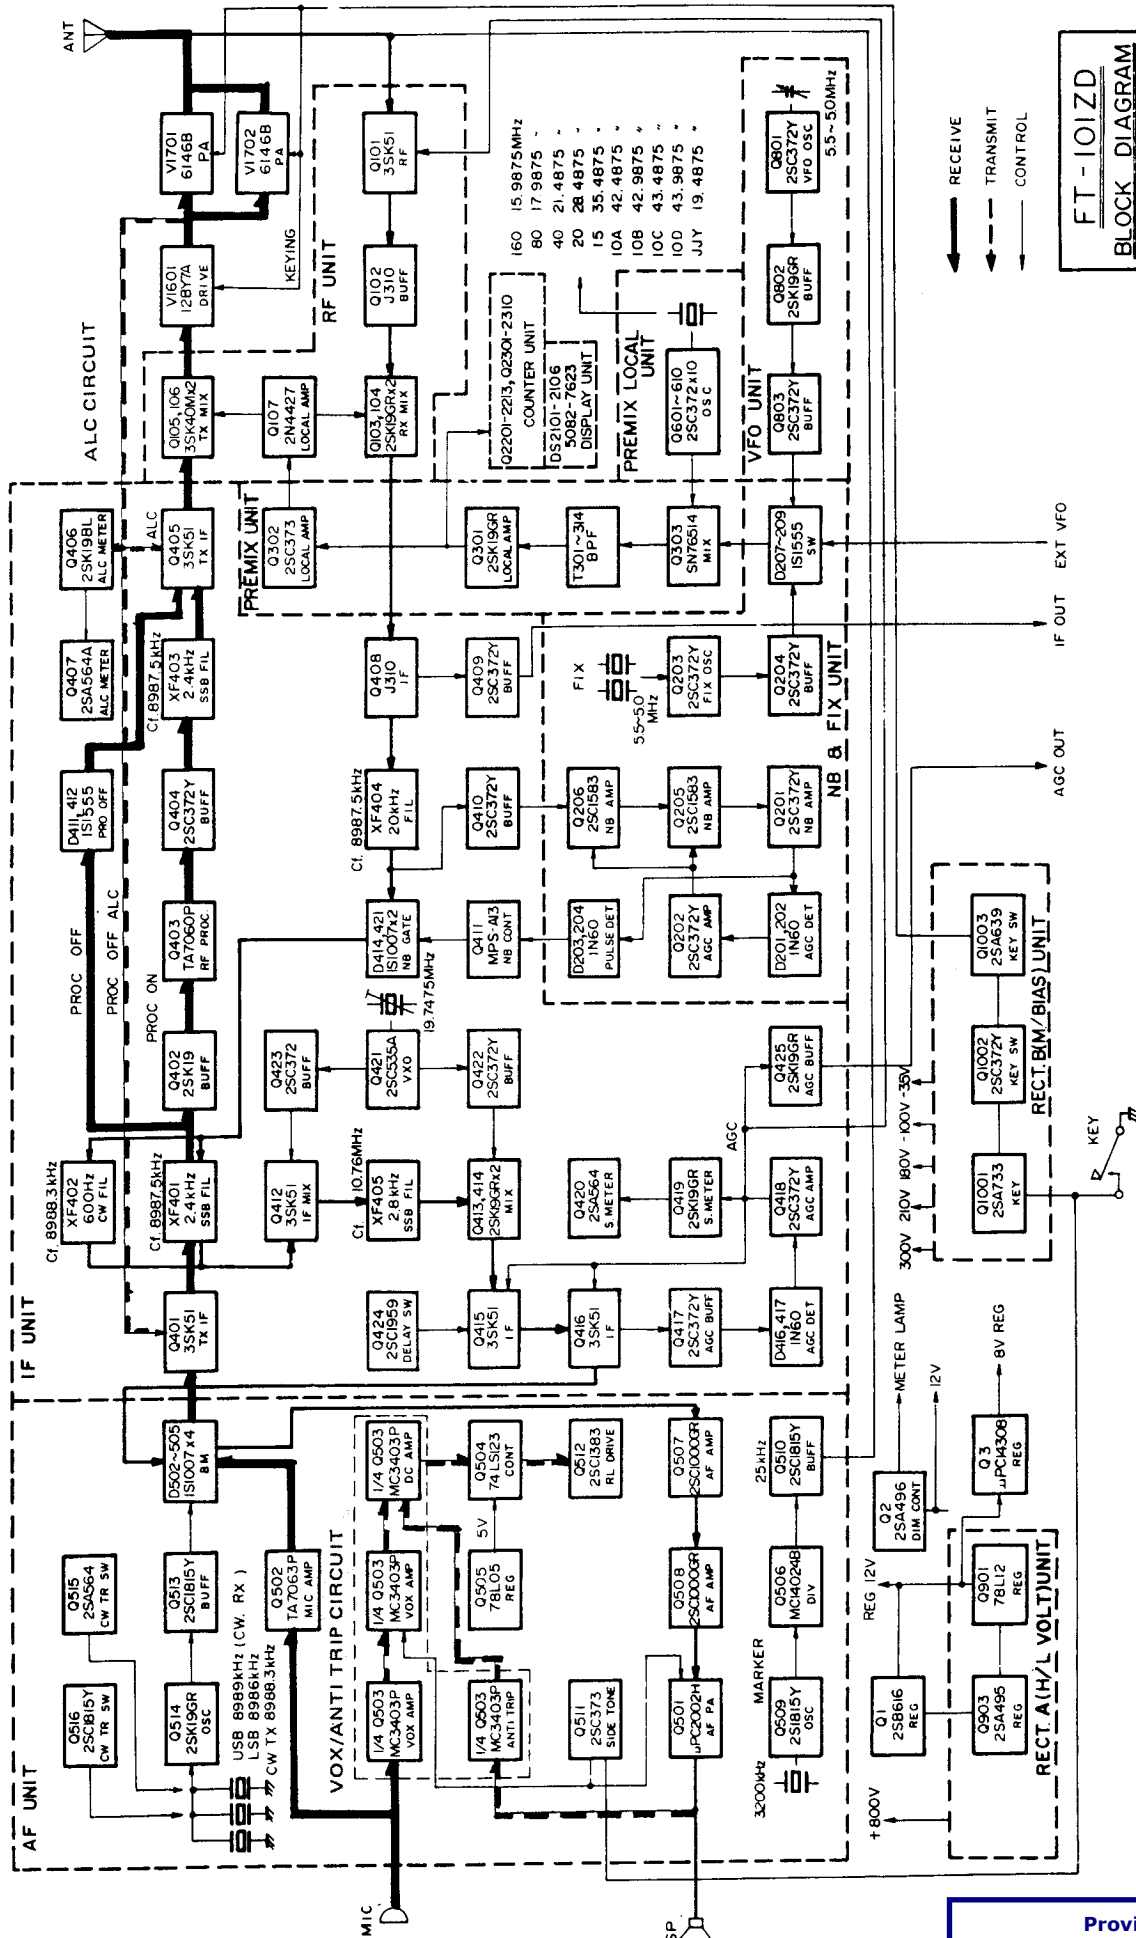 FT-101ZD
BLOCK DIAGRAM
RECEIVE
TRANSMIT
CONTROL
AF UNIT
Q516
2SC1815Y
CW TR SW
Q515
2SA564
CW TR SW
Q514
2SK19GR
OSC
Q513
2SC1815Y
BUFF
D502~505
1S1007x4
BM
USB 8989kHz (CW. RX)
LSB 8986kHz
CW TX 8988.3kHz
Q502
TA7063P
MIC AMP
VOX/ANTI TRIP CIRCUIT
1/4 Q503
MC3403P
VOX AMP
1/4 Q503
MC3403P
VOX AMP
1/4 Q503
MC3403P
DC AMP
1/4 Q503
MC3403P
ANTI TRIP
5V
Q505
78L05
REG
Q504
74LS123
CONT
Q511
2SC373
SIDE TONE
Q512
2SC1383
RL DRIVE
Q501
µPC2002H
AF PA
Q508
2SC1000GR
AF AMP
Q507
2SC1000GR
AF AMP
3200kHz
MARKER
Q509
2S1815Y
OSC
Q506
MC14024B
DIV
25kHz
Q510
2SC1815Y
BUFF
MIC
SP
IF UNIT
Q401
3SK51
TX IF
Cf. 8988.3kHz
XF402
600Hz
CW FIL
Cf. 8987.5kHz
XF401
2.4kHz
SSB FIL
Q402
2SK19
BUFF
PROC OFF
PROC OFF ALC
PROC ON
Q403
TA7060P
RF PROC.
D411, 412
1S1555
PRO OFF
Q404
2SC372Y
BUFF
Cf. 8987.5kHz
XF403
2.4kHz
SSB FIL
Q407
2SA564A
ALC METER
Q406
2SK19BL
ALC METER
ALC
Q405
3SK51
TX IF
Q412
3SK51
IF MIX
Q423
2SC372
BUFF
Cf. 10.76MHz
XF405
2.8kHz
SSB FIL
Q421
2SC535A
VXO
19.7475MHz
D414, 421
1S1007x2
NB GATE
Cf. 8987.5kHz
XF404
20kHz
FIL
Q408
J310
IF
Q424
2SC1959
DELAY SW
Q415
3SK51
IF
Q413, 414
2SK19GRx2
MIX
Q422
2SC372Y
BUFF
Q411
MPS-A13
NB CONT
Q410
2SC372Y
BUFF
Q409
2SC372Y
BUFF
Q416
3SK51
IF
Q420
2SA564
S. METER
Q417
2SC372Y
AGC BUFF
Q419
2SK19GR
S. METER
AGC
D416, 417
1N60
AGC DET
Q418
2SC372Y
AGC AMP
Q425
2SK19GR
AGC BUFF
D203, 204
1N60
PULSE DET
Q206
2SC1583
NB AMP
FIX
5.5~5.0
MHz
Q202
2SC372Y
AGC AMP
Q205
2SC1583
NB AMP
Q203
2SC372Y
FIX OSC
D201, 202
1N60
AGC DET
Q201
2SC372Y
NB AMP
Q204
2SC372Y
BUFF
NB & FIX UNIT
PREMIX UNIT
Q302
2SC373
LOCAL AMP
Q301
2SK19GR
LOCAL AMP
T301~314
BPF
Q303
SN76514
MIX
D207~209
1S1555
SW
ALC CIRCUIT
Q105, 106
3SK40Mx2
TX MIX
V1601
12BY7A
DRIVE
V1701
6146B
PA
V1702
6146B
PA
ANT
KEYING
RF UNIT
Q107
2N4427
LOCAL AMP
Q103, 104
2SK19GRx2
RX MIX
Q102
J310
BUFF
Q101
3SK51
RF
Q2201-2213, Q2301-2310
COUNTER UNIT
DS2101-2106
5082-7623
DISPLAY UNIT
PREMIX LOCAL
UNIT
Q601~610
2SC372x10
OSC
160 15.9875MHz
80 17.9875 "
40 21.4875 "
20 28.4875 "
15 35.4875 "
10A 42.4875 "
10B 42.9875 "
10C 43.4875 "
10D 43.9875 "
JJY 19.4875 "
VFO UNIT
Q803
2SC372Y
BUFF
Q802
2SK19GR
BUFF
Q801
2SC372Y
VFO OSC
5.5~5.0MHz
AGC OUT
IF OUT
EXT VFO
+800V
Q1
2SB616
REG
REG 12V
Q903
2SA495
REG
Q901
78L12
REG
RECT. A(H/L VOLT)UNIT
Q2
2SA496
DIM CONT
METER LAMP
12V
Q3
µPC14308
REG
8V REG
300V 210V 180V -100V -35V
Q1001
2SA733
KEY
Q1002
2SC372Y
KEY SW
Q1003
2SA639
KEY SW
RECT. B(M/BIAS)UNIT
KEY
Provi